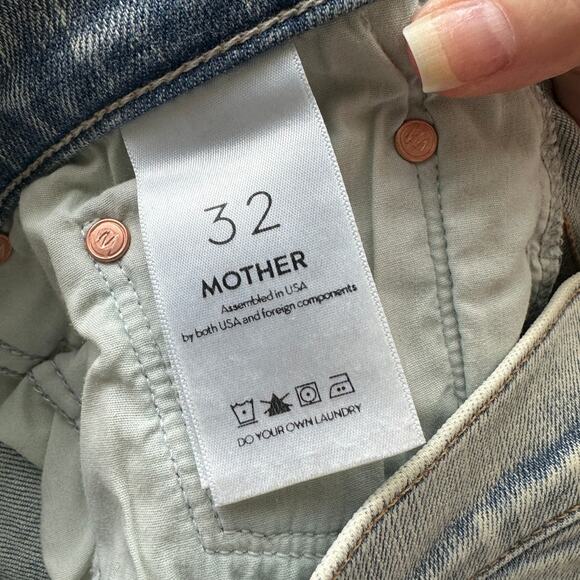 32
MOTHER
Assembled in USA
by both USA and foreign components
DO YOUR OWN LAUNDRY